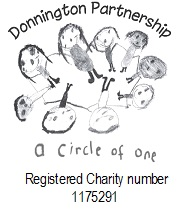 Donnington Partnership
a Circle of one
Registered Charity number
1175291